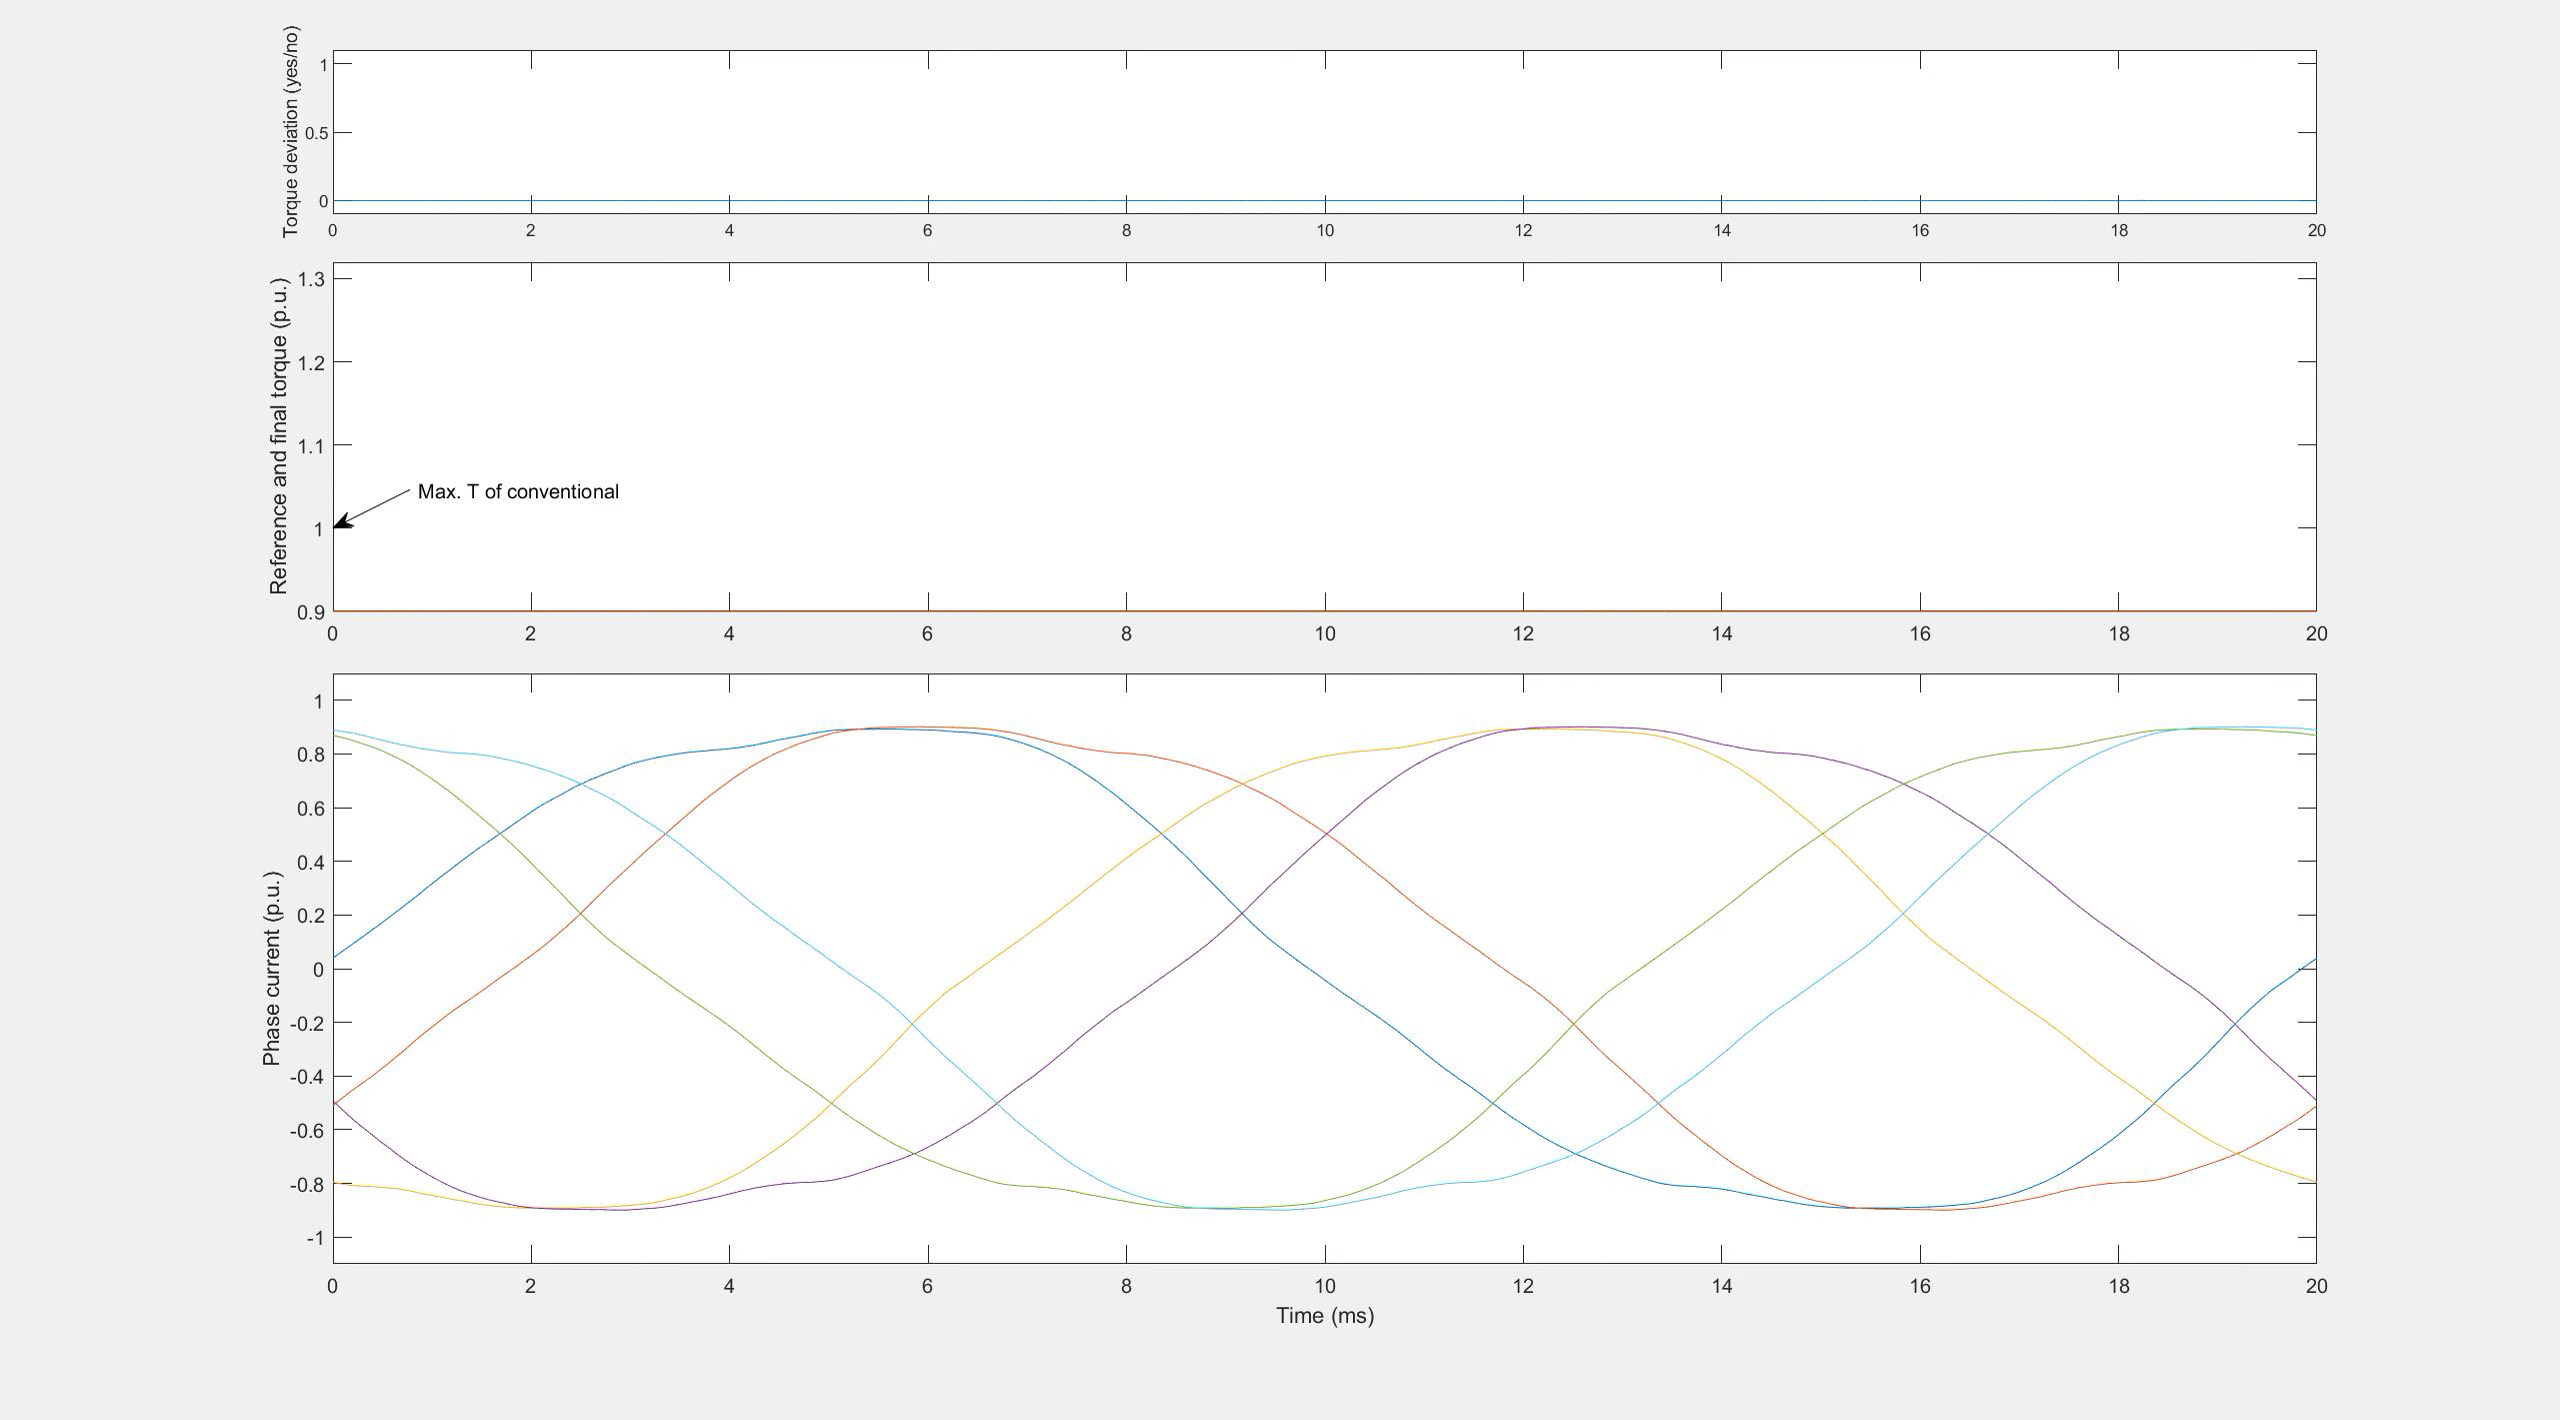 Torque deviation (yes/no)
1
0.5
0
0 2 4 6 8 10 12 14 16 18 20
Reference and final torque (p.u.)
1.3
1.2
1.1
Max. T of conventional
1
0.9
0 2 4 6 8 10 12 14 16 18 20
Phase current (p.u.)
1
0.8
0.6
0.4
0.2
0
-0.2
-0.4
-0.6
-0.8
-1
0 2 4 6 8 10 12 14 16 18 20
Time (ms)